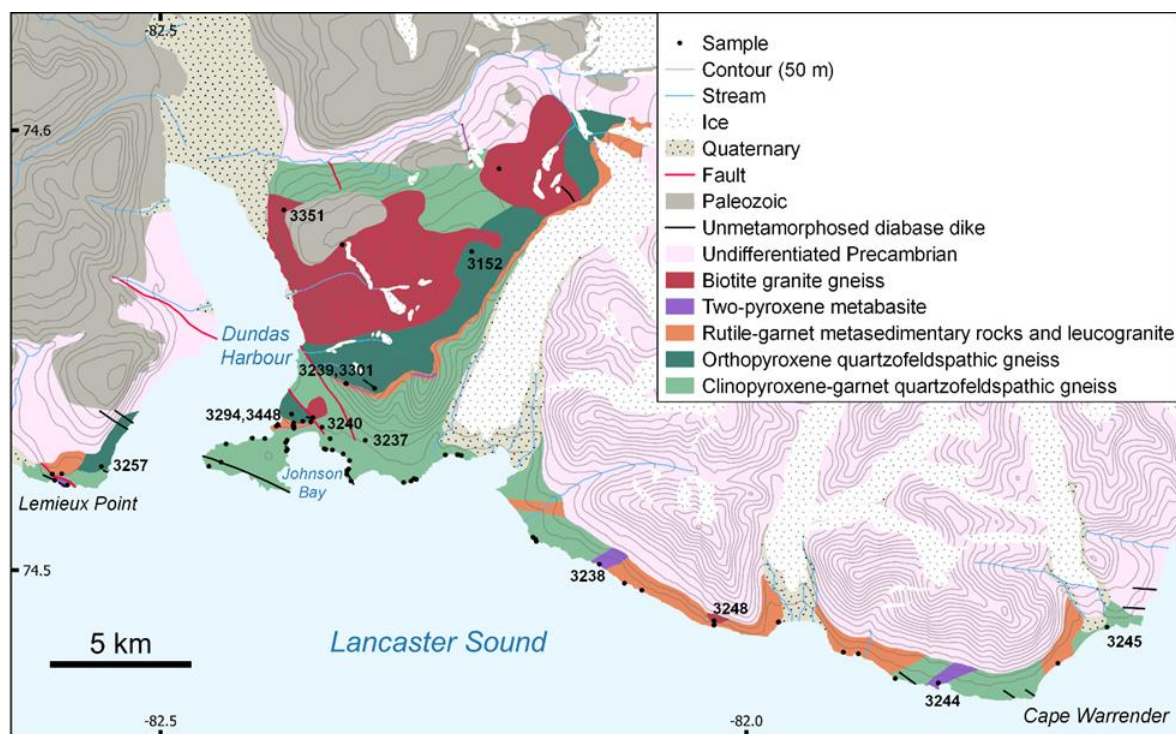 -82.5
74.6
Sample
Contour (50 m)
Stream
Ice
Quaternary
Fault
Paleozoic
Unmetamorphosed diabase dike
Undifferentiated Precambrian
Biotite granite gneiss
Two-pyroxene metabasite
Rutile-garnet metasedimentary rocks and leucogranite
Orthopyroxene quartzofeldspathic gneiss
Clinopyroxene-garnet quartzofeldspathic gneiss
3351
3152
Dundas
Harbour
3239,3301
3294,3448
3240
3237
3257
Johnson
Bay
Lemieux Point
74.5
3238
3248
5 km
Lancaster Sound
3245
3244
Cape Warrender
-82.5
-82.0